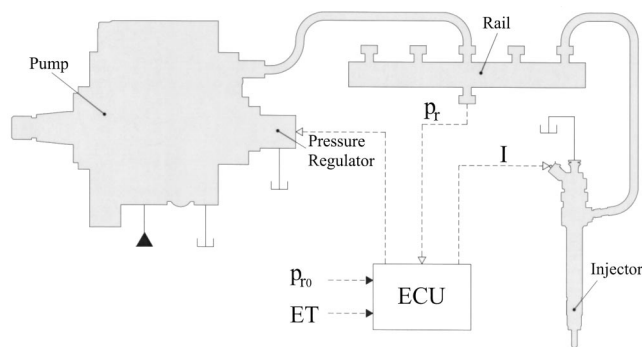 Rail
Pump
p_r
Pressure
Regulator
I
p_r0
ECU
ET
Injector